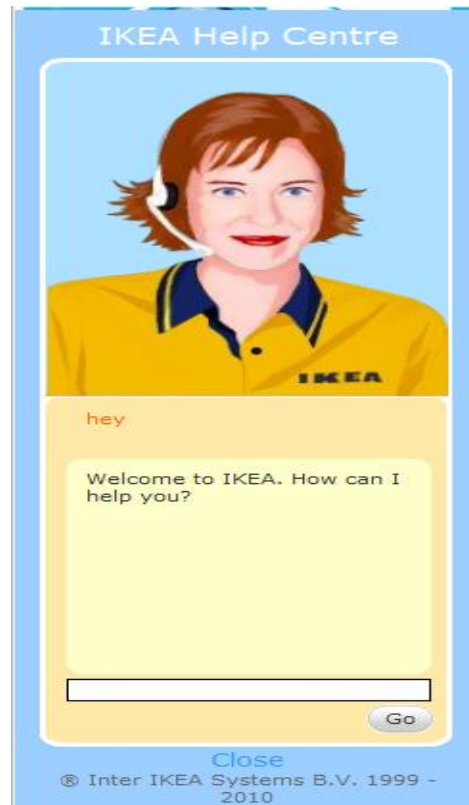 IKEA Help Centre
IKEA
hey
Welcome to IKEA. How can I
help you?
Go
Close
® Inter IKEA Systems B.V. 1999 -
2010